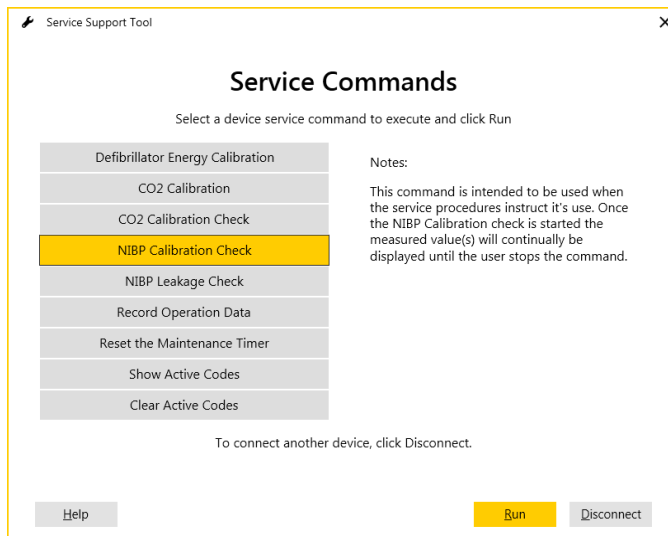 Service Support Tool
Service Commands
Select a device service command to execute and click Run
Defibrillator Energy Calibration
CO2 Calibration
CO2 Calibration Check
NIBP Calibration Check
NIBP Leakage Check
Record Operation Data
Reset the Maintenance Timer
Show Active Codes
Clear Active Codes
Notes:
This command is intended to be used when
the service procedures instruct it's use. Once
the NIBP Calibration check is started the
measured value(s) will continually be
displayed until the user stops the command.
To connect another device, click Disconnect.
Help
Run
Disconnect